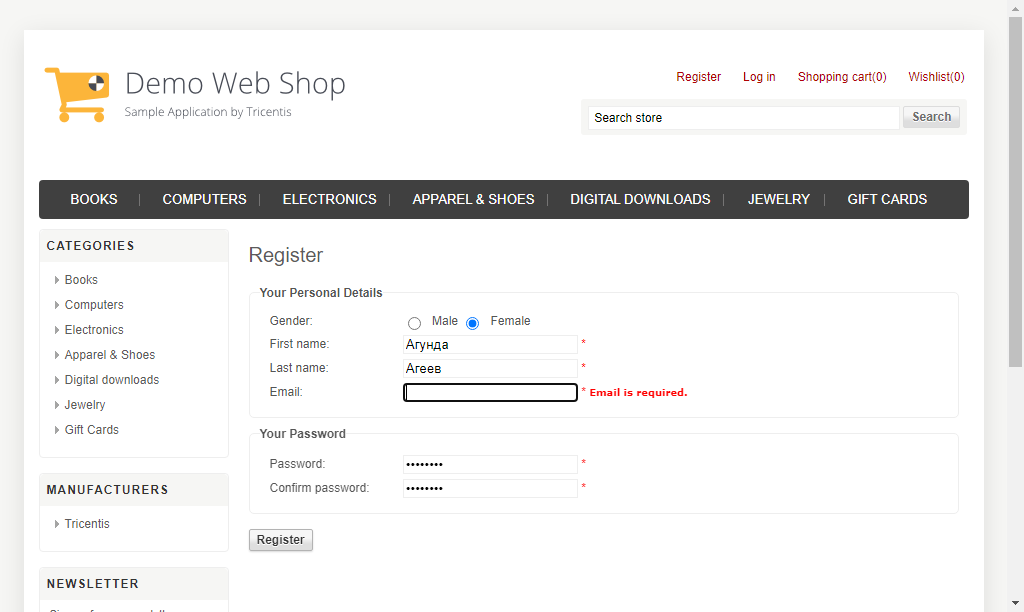 Demo Web Shop
Sample Application by Tricentis
Register Log in Shopping cart(0) Wishlist(0)
Search store Search
BOOKS COMPUTERS ELECTRONICS APPAREL & SHOES DIGITAL DOWNLOADS JEWELRY GIFT CARDS
CATEGORIES
Books
Computers
Electronics
Apparel & Shoes
Digital downloads
Jewelry
Gift Cards
MANUFACTURERS
Tricentis
NEWSLETTER
Register
Your Personal Details
Gender: Male Female
First name: Агунда *
Last name: Агеев *
Email: * Email is required.
Your Password
Password: •••••••• *
Confirm password: •••••••• *
Register